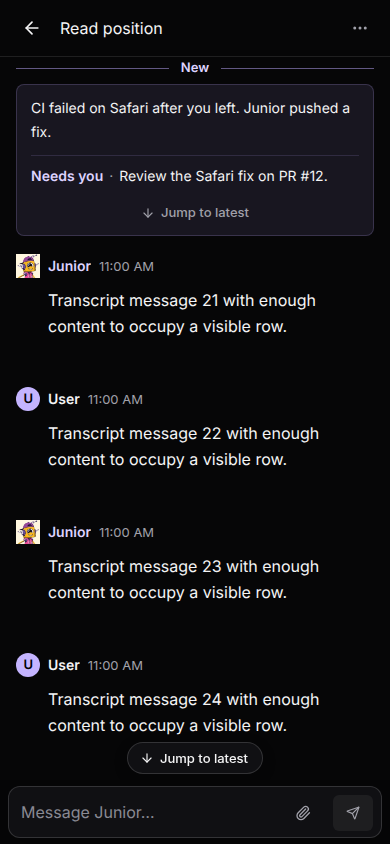 Read position
New
CI failed on Safari after you left. Junior pushed a
fix.
Needs you · Review the Safari fix on PR #12.
Jump to latest
Junior 11:00 AM
Transcript message 21 with enough
content to occupy a visible row.
U User 11:00 AM
Transcript message 22 with enough
content to occupy a visible row.
Junior 11:00 AM
Transcript message 23 with enough
content to occupy a visible row.
U User 11:00 AM
Transcript message 24 with enough
content to occupy a visible row.
Jump to latest
Message Junior...